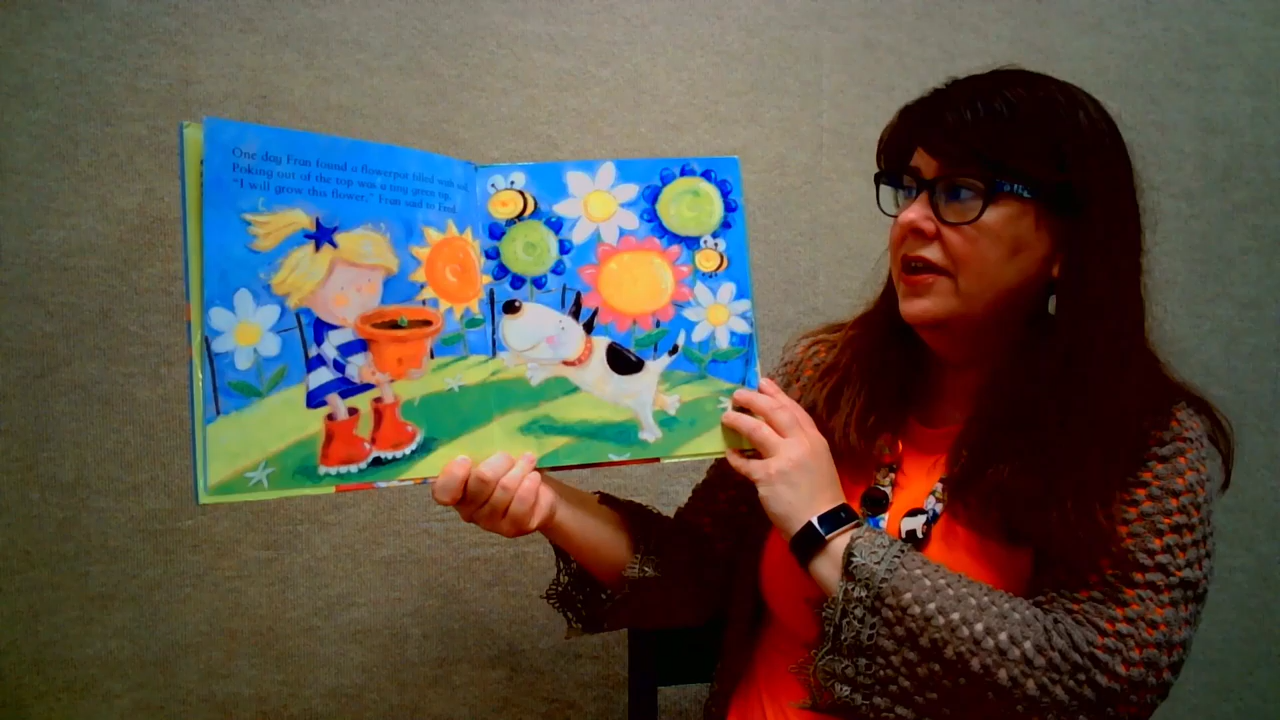 One day Fran found a flowerpot filled with soil.
Poking out of the top was a tiny green tip.
"I will grow this flower," Fran said to Fred.